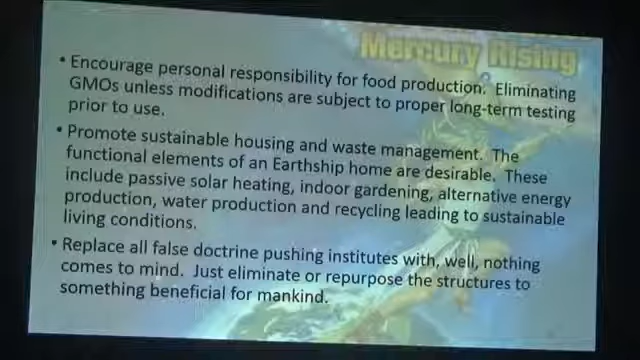 Mercury Rising
• Encourage personal responsibility for food production. Eliminating
GMOs unless modifications are subject to proper long-term testing
prior to use.
• Promote sustainable housing and waste management. The
functional elements of an Earthship home are desirable. These
include passive solar heating, indoor gardening, alternative energy
production, water production and recycling leading to sustainable
living conditions.
• Replace all false doctrine pushing institutes with, well, nothing
comes to mind. Just eliminate or repurpose the structures to
something beneficial for mankind.